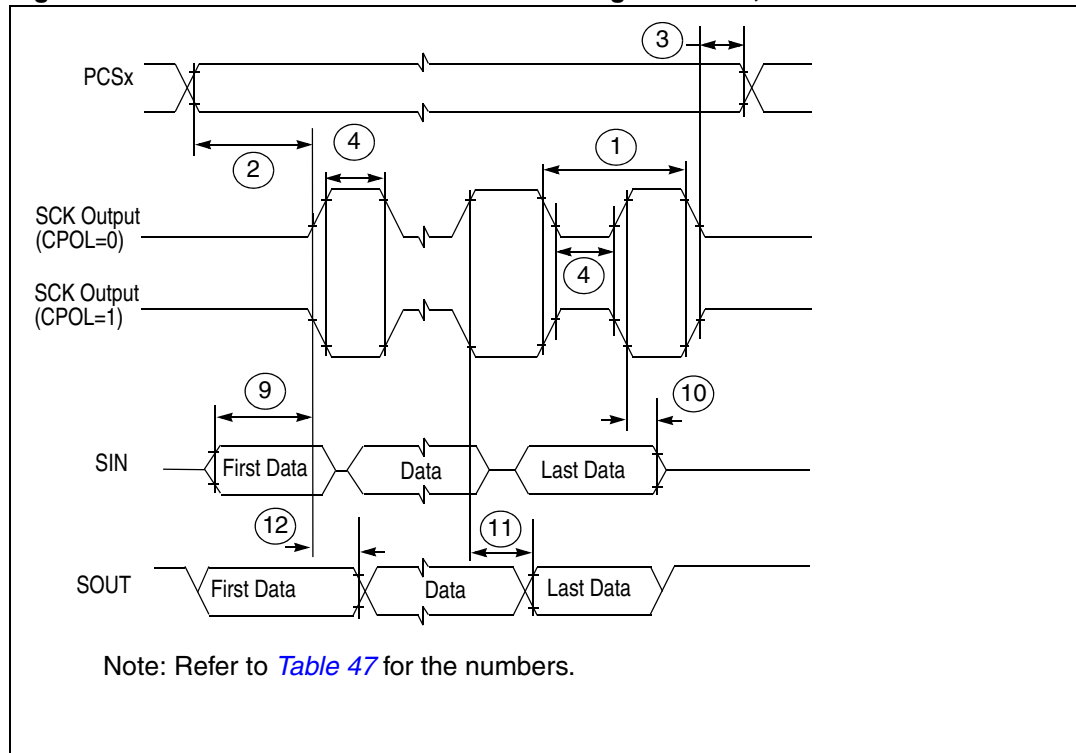 3
PCSx
2
4
1
SCK Output
(CPOL=0)
4
SCK Output
(CPOL=1)
9
10
SIN
First Data
Data
Last Data
12
11
SOUT
First Data
Data
Last Data
Note: Refer to Table 47 for the numbers.